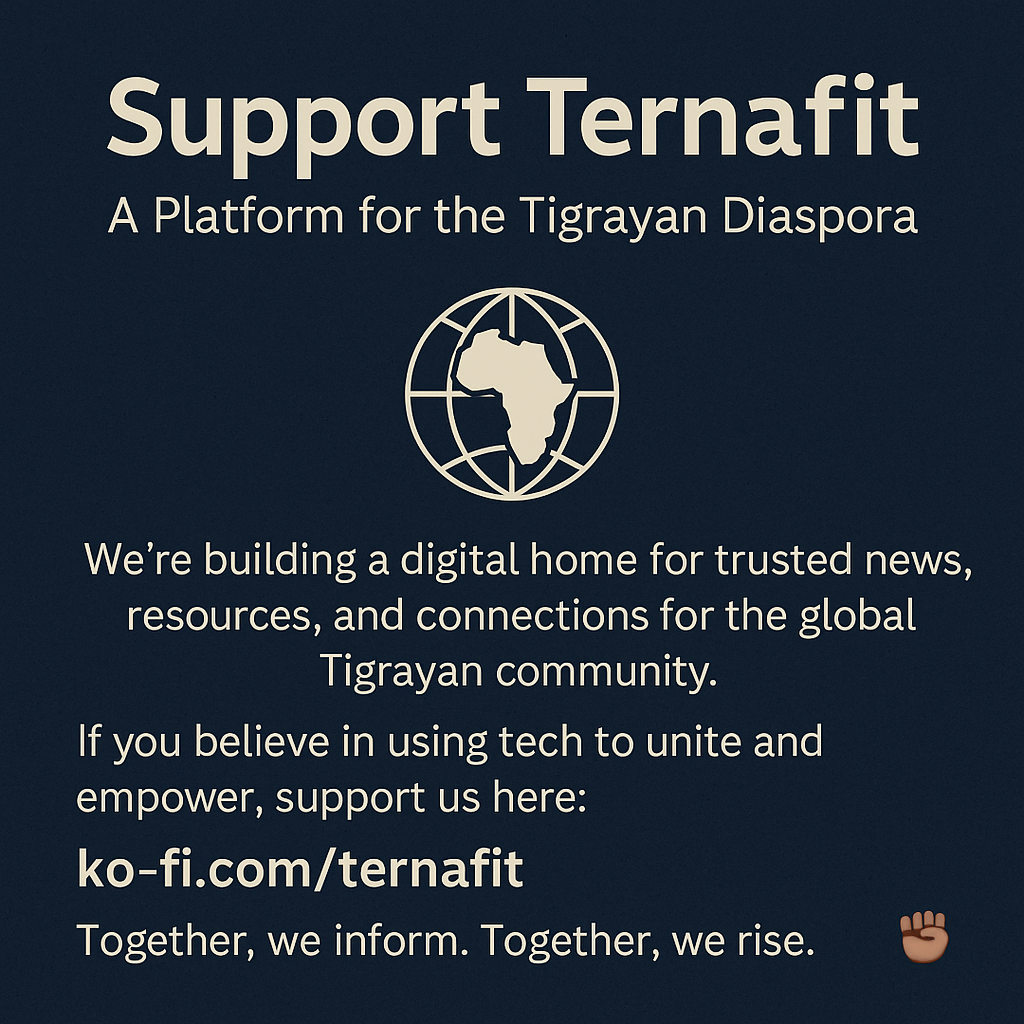 Support Ternafit
A Platform for the Tigrayan Diaspora
We’re building a digital home for trusted news,
resources, and connections for the global
Tigrayan community.
If you believe in using tech to unite and
empower, support us here:
ko-fi.com/ternafit
Together, we inform. Together, we rise.